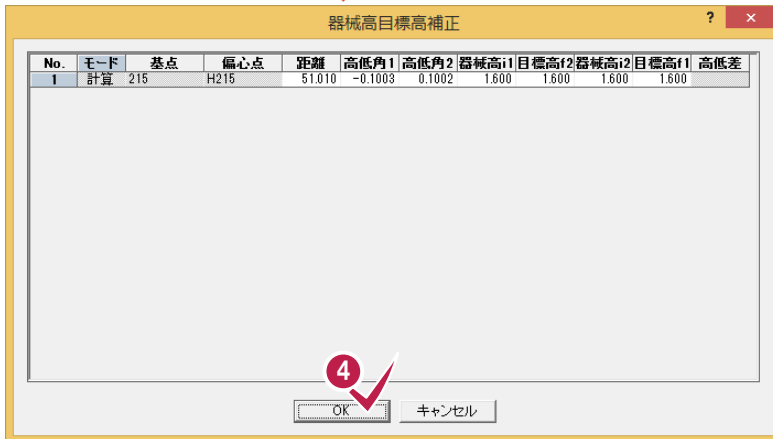 器械高目標高補正 ? ×
No. モード 基点 偏心点 距離 高低角1 高低角2 器械高i1 目標高f2 器械高i2 目標高f1 高低差
1 計算 215 H215 51.010 -0.1003 0.1002 1.600 1.600 1.600 1.600
4
OK キャンセル